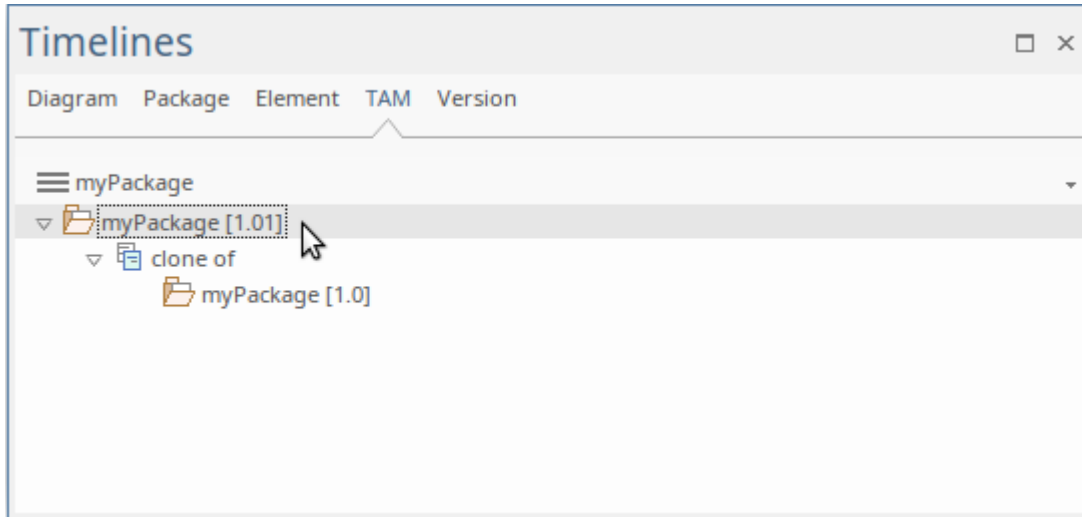 Timelines
Diagram Package Element TAM Version
myPackage
myPackage [1.01]
clone of
myPackage [1.0]